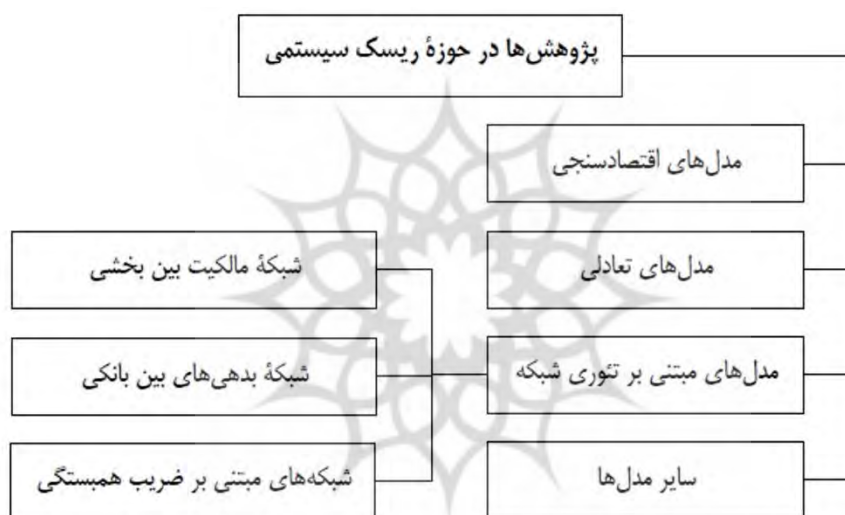 پژوهش‌ها در حوزهٔ ریسک سیستمی
مدل‌های اقتصادسنجی
مدل‌های تعادلی
شبکهٔ مالکیت بین بخشی
مدل‌های مبتنی بر تئوری شبکه
شبکهٔ بدهی‌های بین بانکی
سایر مدل‌ها
شبکه‌های مبتنی بر ضریب همبستگی